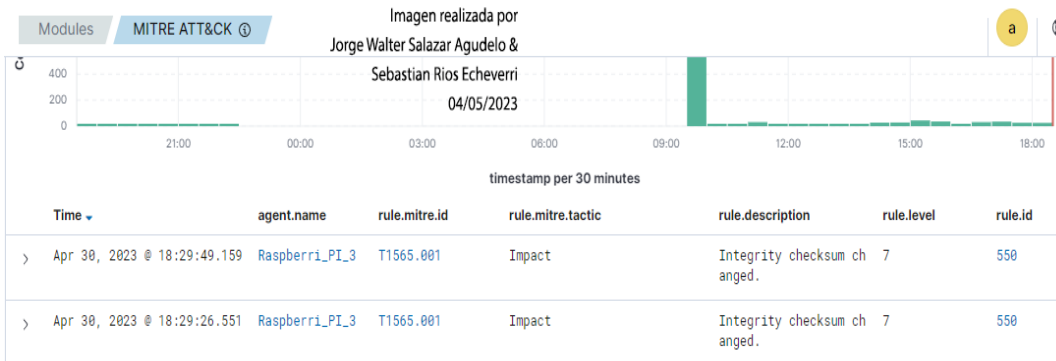 Modules MITRE ATT&CK
Imagen realizada por
Jorge Walter Salazar Agudelo &
Sebastian Rios Echeverri
04/05/2023
a
400
200
0
21:00 00:00 03:00 06:00 09:00 12:00 15:00 18:00
timestamp per 30 minutes
Time agent.name rule.mitre.id rule.mitre.tactic rule.description rule.level rule.id
Apr 30, 2023 @ 18:29:49.159 Raspberri_PI_3 T1565.001 Impact Integrity checksum ch 7 550
anged.
Apr 30, 2023 @ 18:29:26.551 Raspberri_PI_3 T1565.001 Impact Integrity checksum ch 7 550
anged.